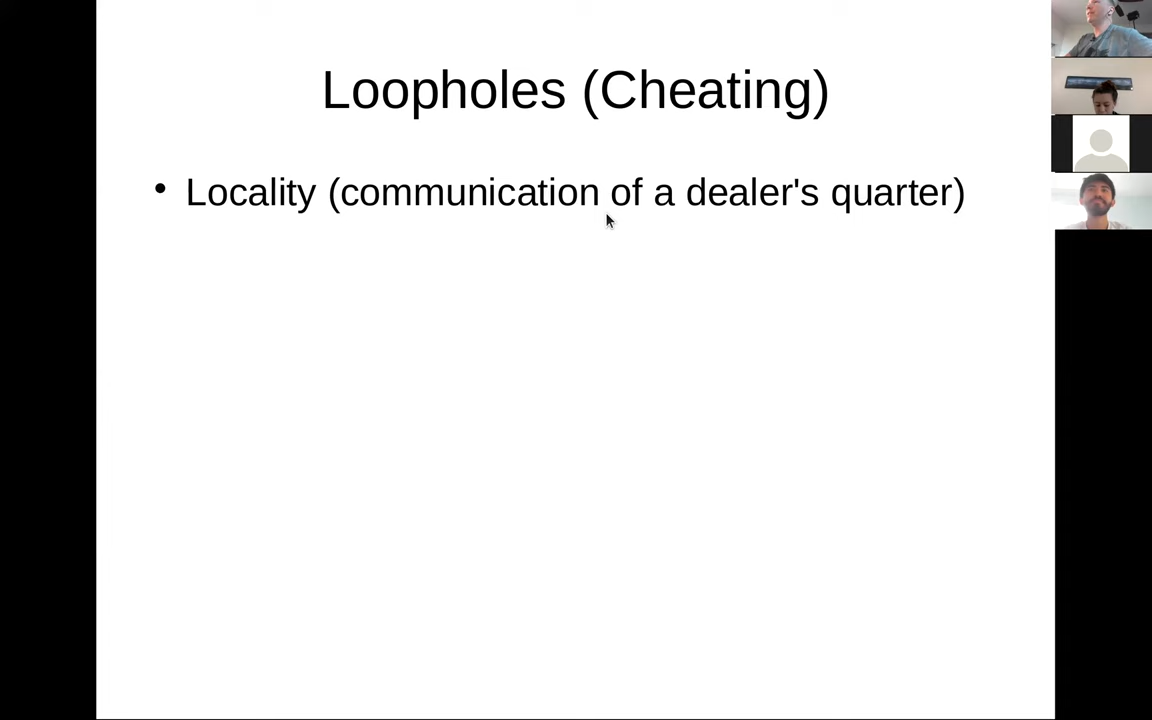 Loopholes (Cheating)
• Locality (communication of a dealer's quarter)